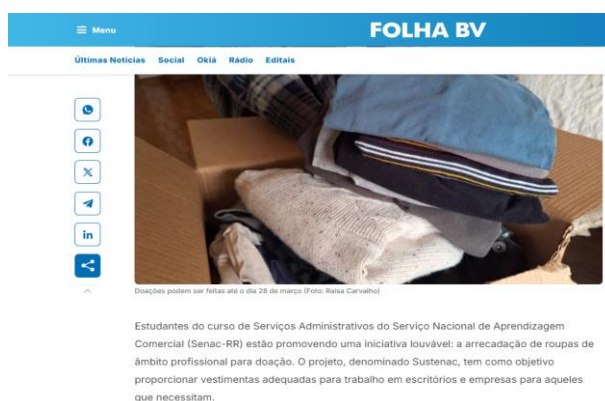 Menu
FOLHA BV
Últimas Notícias Social Okiá Rádio Editais
in
Doações podem ser feitas até o dia 28 de março (Foto: Raisa Carvalho)
Estudantes do curso de Serviços Administrativos do Serviço Nacional de Aprendizagem
Comercial (Senac-RR) estão promovendo uma iniciativa louvável: a arrecadação de roupas de
âmbito profissional para doação. O projeto, denominado Sustenac, tem como objetivo
proporcionar vestimentas adequadas para trabalho em escritórios e empresas para aqueles
que necessitam.